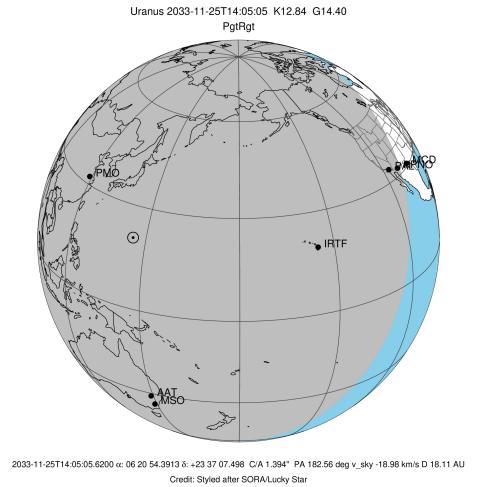 Uranus 2033-11-25T14:05:05 K12.84 G14.40
PgtRgt
MCD
PMO
IRTF
AAT
MSO
2033-11-25T14:05:05.6200 α: 06 20 54.3913 δ: +23 37 07.498 C/A 1.394" PA 182.56 deg v_sky -18.98 km/s D 18.11 AU
Credit: Styled after SORA/Lucky Star